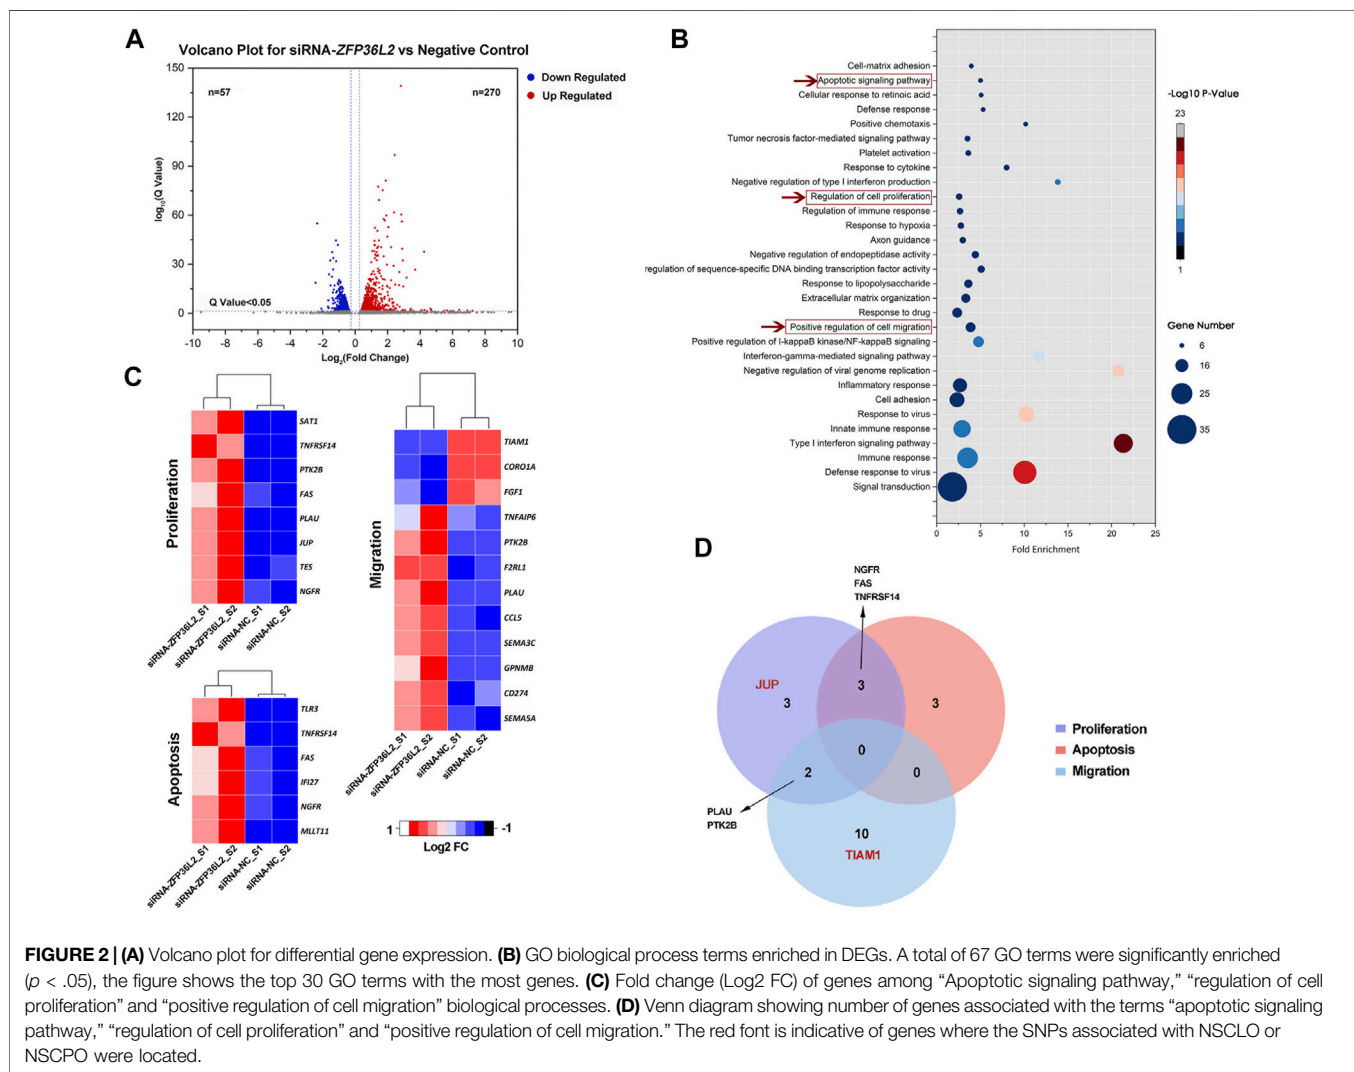 A
Volcano Plot for siRNA-ZFP36L2 vs Negative Control
Down Regulated
Up Regulated
n=57
n=270
150
120
90
60
30
0
log10(Q Value)
Q Value<0.05
-10 -8 -6 -4 -2 0 2 4 6 8 10
Log2(Fold Change)
B
Cell-matrix adhesion
Apoptotic signaling pathway
Cellular response to retinoic acid
Defense response
Positive chemotaxis
Tumor necrosis factor-mediated signaling pathway
Platelet activation
Response to cytokine
Negative regulation of type I interferon production
Regulation of cell proliferation
Regulation of immune response
Response to hypoxia
Axon guidance
Negative regulation of endopeptidase activity
regulation of sequence-specific DNA binding transcription factor activity
Response to lipopolysaccharide
Extracellular matrix organization
Response to drug
Positive regulation of cell migration
Positive regulation of I-kappaB kinase/NF-kappaB signaling
Interferon-gamma-mediated signaling pathway
Negative regulation of viral genome replication
Inflammatory response
Cell adhesion
Response to virus
Innate immune response
Type I interferon signaling pathway
Immune response
Defense response to virus
Signal transduction
0 5 10 15 20 25
Fold Enrichment
-Log10 P-Value
23
1
Gene Number
6
16
25
35
C
Proliferation
SAT1
TNFRSF14
PTK2B
FAS
PLAU
JUP
TES
NGFR
siRNA-ZFP36L2_S1
siRNA-ZFP36L2_S2
siRNA-NC_S1
siRNA-NC_S2
Apoptosis
TLR3
TNFRSF14
FAS
IFI27
NGFR
MLLT11
siRNA-ZFP36L2_S1
siRNA-ZFP36L2_S2
siRNA-NC_S1
siRNA-NC_S2
Migration
TIAM1
CORO1A
FGF1
TNFAIP6
PTK2B
F2RL1
PLAU
CCL5
SEMA3C
GPNMB
CD274
SEMA5A
siRNA-ZFP36L2_S1
siRNA-ZFP36L2_S2
siRNA-NC_S1
siRNA-NC_S2
1 -1
Log2 FC
D
NGFR
FAS
TNFRSF14
JUP
3
3
3
0
2
0
PLAU
PTK2B
10
TIAM1
Proliferation
Apoptosis
Migration
FIGURE 2 | (A) Volcano plot for differential gene expression. (B) GO biological process terms enriched in DEGs. A total of 67 GO terms were significantly enriched
(p < .05), the figure shows the top 30 GO terms with the most genes. (C) Fold change (Log2 FC) of genes among “Apoptotic signaling pathway,” “regulation of cell
proliferation” and “positive regulation of cell migration” biological processes. (D) Venn diagram showing number of genes associated with the terms “apoptotic signaling
pathway,” “regulation of cell proliferation” and “positive regulation of cell migration.” The red font is indicative of genes where the SNPs associated with NSCLO or
NSCPO were located.